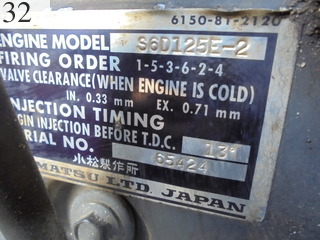 32
6150-81-2120
ENGINE MODEL S6D125E-2
FIRING ORDER 1-5-3-6-2-4
VALVE CLEARANCE(WHEN ENGINE IS COLD)
IN. 0.33 mm EX. 0.71 mm
INJECTION TIMING
GIN INJECTION BEFORE T.D.C. 13°
SERIAL NO. 65424
小松製作所
MATSU LTD. JAPAN